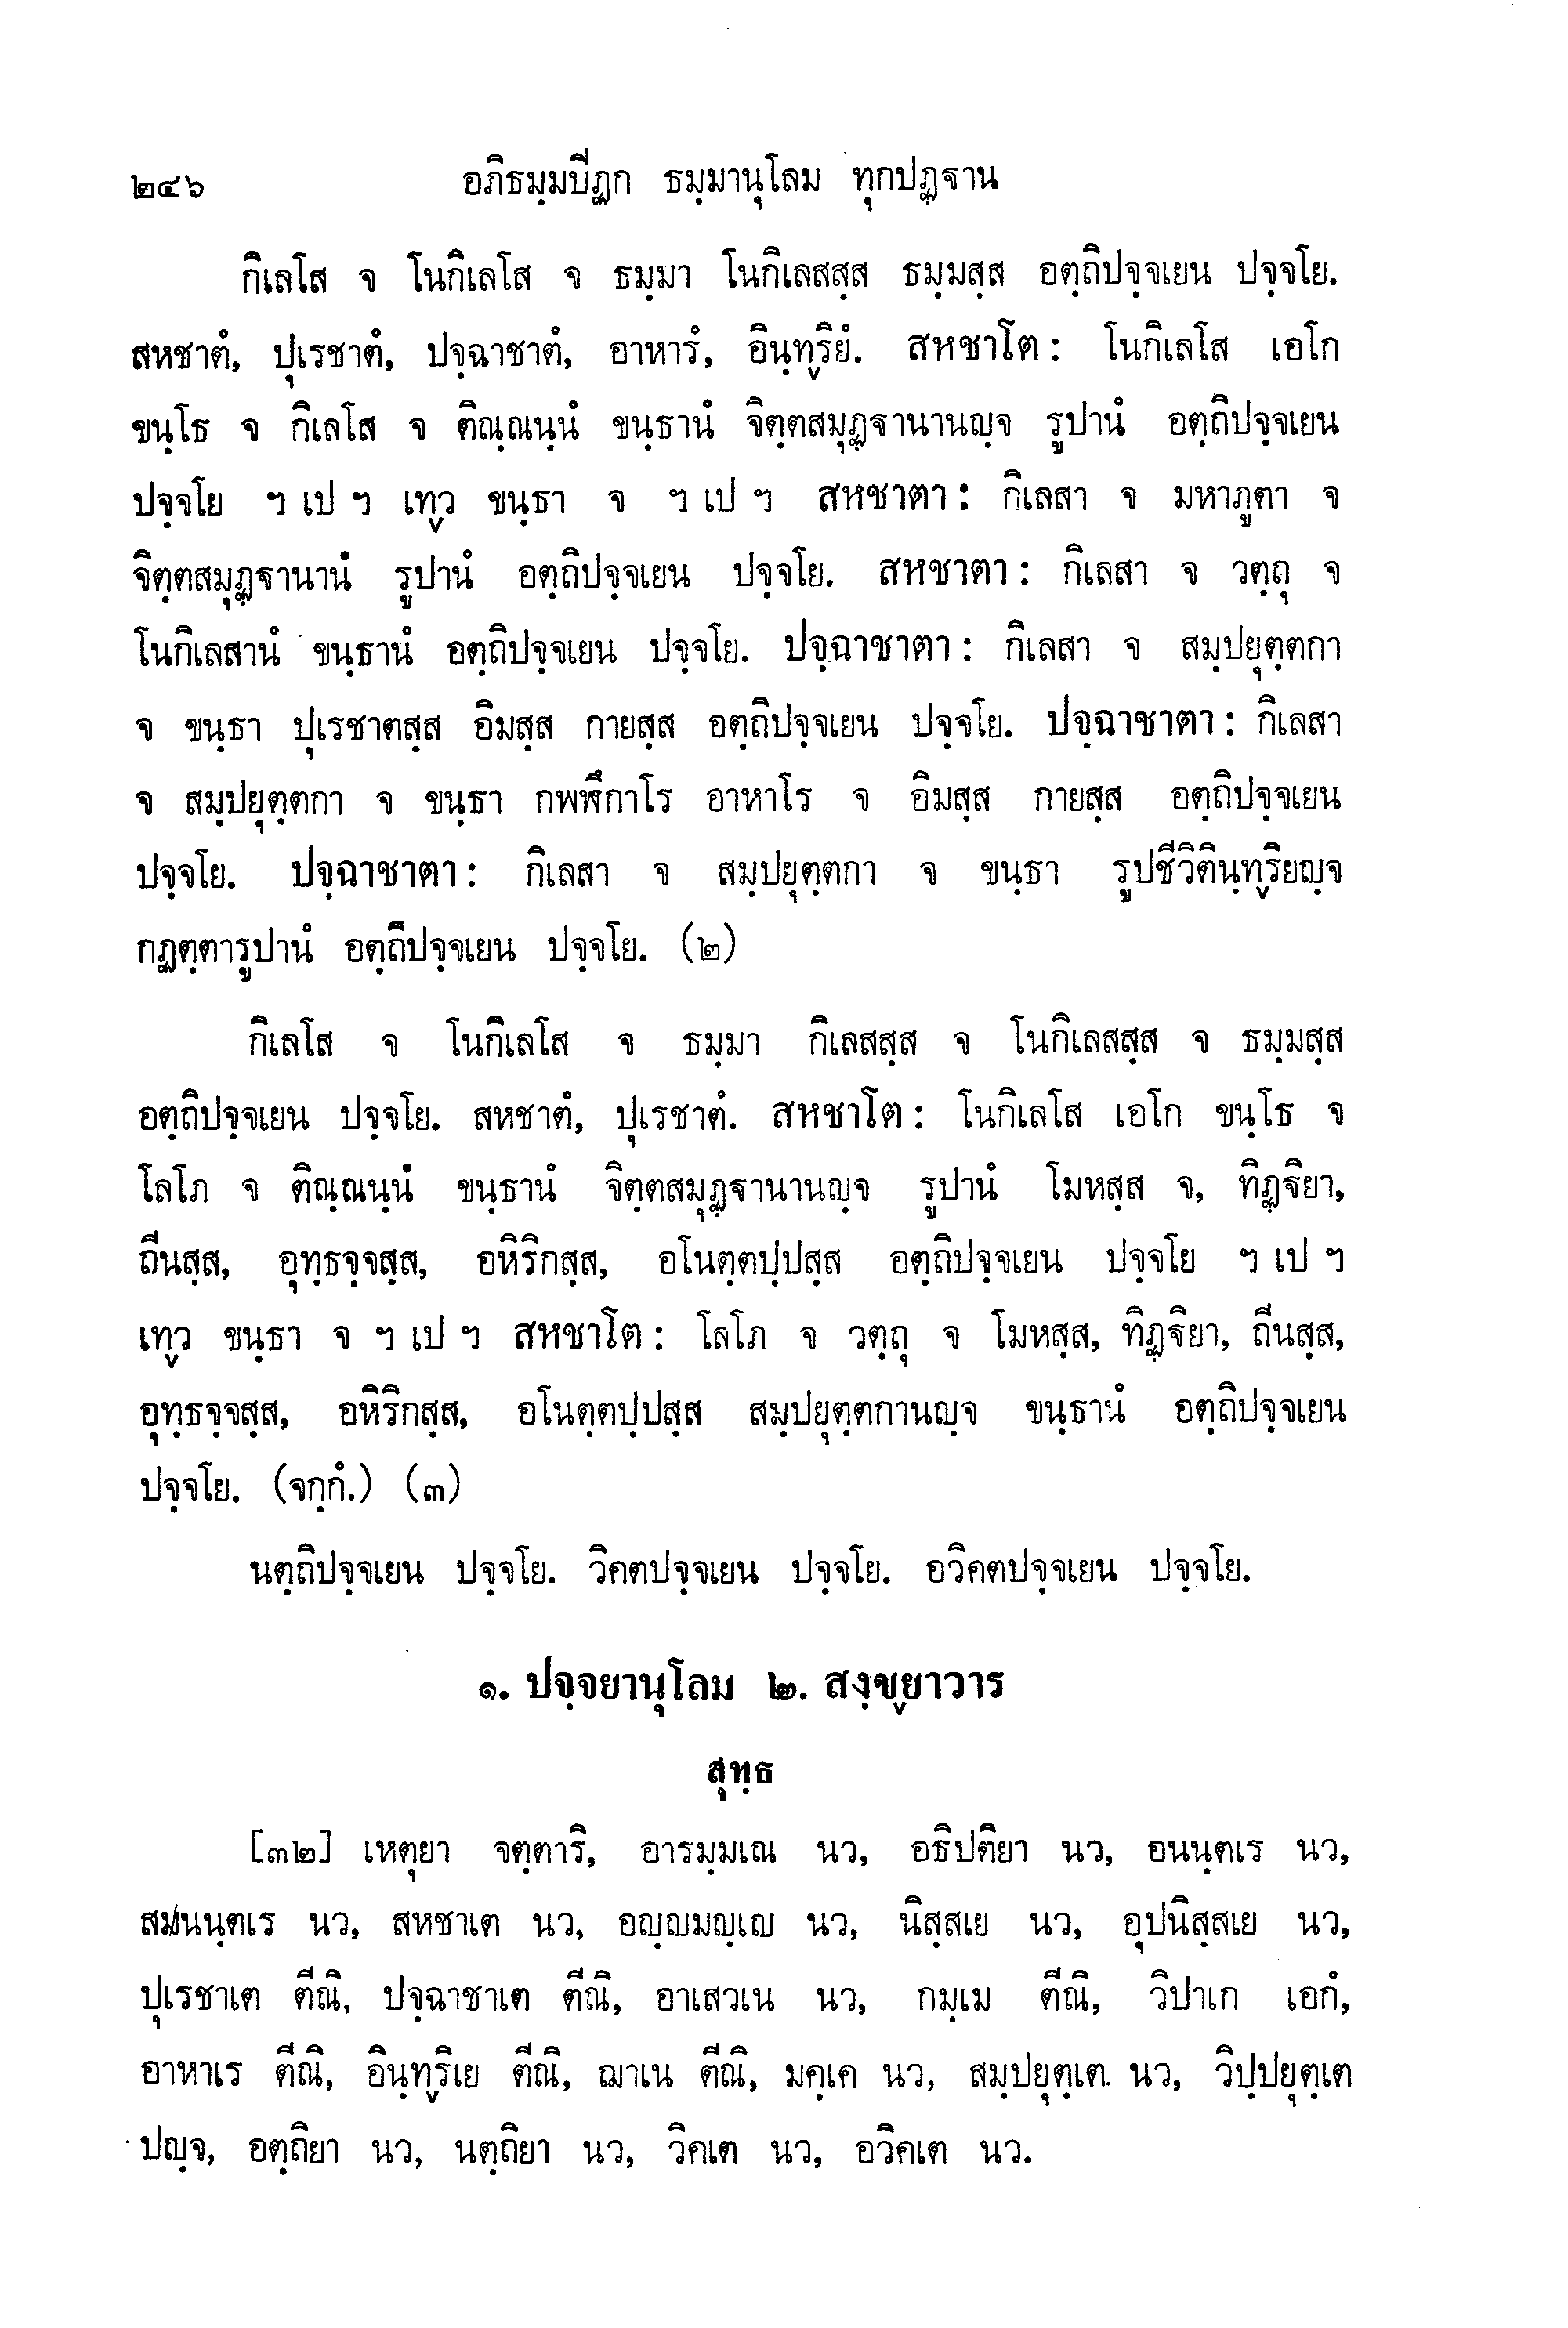 ๒๔๖ อภิธมฺมปิฏก ธมฺมานุโลม ทุกปฏฺฐาน
กิเลโส จ โนกิเลโส จ ธมฺมา โนกิเลสสฺส ธมฺมสฺส อตฺถิปจฺจเยน ปจฺจโย.
สหชาตํ, ปุเรชาตํ, ปจฺฉาชาตํ, อาหารํ, อินฺทฺริยํ. สหชาโต : โนกิเลโส เอโก
ขนฺโธ จ กิเลโส จ ติณฺณนฺนํ ขนฺธานํ จิตฺตสมุฏฺฐานานญฺจ รูปานํ อตฺถิปจฺจเยน
ปจฺจโย ฯ เป ฯ เทฺว ขนฺธา จ ฯ เป ฯ สหชาตา : กิเลสา จ มหาภูตา จ
จิตฺตสมุฏฺฐานานํ รูปานํ อตฺถิปจฺจเยน ปจฺจโย. สหชาตา : กิเลสา จ วตฺถุ จ
โนกิเลสานํ ขนฺธานํ อตฺถิปจฺจเยน ปจฺจโย. ปจฺฉาชาตา : กิเลสา จ สมฺปยุตฺตกา
จ ขนฺธา ปุเรชาตสฺส อิมสฺส กายสฺส อตฺถิปจฺจเยน ปจฺจโย. ปจฺฉาชาตา : กิเลสา
จ สมฺปยุตฺตกา จ ขนฺธา กพฬึกาโร อาหาโร จ อิมสฺส กายสฺส อตฺถิปจฺจเยน
ปจฺจโย. ปจฺฉาชาตา : กิเลสา จ สมฺปยุตฺตกา จ ขนฺธา รูปชีวิตินฺทฺริยญฺจ
กฏตฺตารูปานํ อตฺถิปจฺจเยน ปจฺจโย. (๒)
กิเลโส จ โนกิเลโส จ ธมฺมา กิเลสสฺส จ โนกิเลสสฺส จ ธมฺมสฺส
อตฺถิปจฺจเยน ปจฺจโย. สหชาตํ, ปุเรชาตํ. สหชาโต : โนกิเลโส เอโก ขนฺโธ จ
โลโภ จ ติณฺณนฺนํ ขนฺธานํ จิตฺตสมุฏฺฐานานญฺจ รูปานํ โมหสฺส จ, ทิฏฺฐิยา,
ถีนสฺส, อุทฺธจฺจสฺส, อหิริกสฺส, อโนตฺตปฺปสฺส อตฺถิปจฺจเยน ปจฺจโย ฯ เป ฯ
เทฺว ขนฺธา จ ฯ เป ฯ สหชาโต : โลโภ จ วตฺถุ จ โมหสฺส, ทิฏฺฐิยา, ถีนสฺส,
อุทฺธจฺจสฺส, อหิริกสฺส, อโนตฺตปฺปสฺส สมฺปยุตฺตกานญฺจ ขนฺธานํ อตฺถิปจฺจเยน
ปจฺจโย. (จกฺกํ.) (๓)
นตฺถิปจฺจเยน ปจฺจโย. วิคตปจฺจเยน ปจฺจโย. อวิคตปจฺจเยน ปจฺจโย.
๑. ปจฺจยานุโลม ๒. สงฺขฺยาวาร
สุทฺธ
[๓๒] เหตุยา จตฺตาริ, อารมฺมเณ นว, อธิปติยา นว, อนนฺตเร นว,
สมนนฺตเร นว, สหชาเต นว, อญฺญมญฺเญ นว, นิสฺสเย นว, อุปนิสฺสเย นว,
ปุเรชาเต ตีณิ, ปจฺฉาชาเต ตีณิ, อาเสวเน นว, กมฺเม ตีณิ, วิปาเก เอกํ,
อาหาเร ตีณิ, อินฺทฺริเย ตีณิ, ฌาเน ตีณิ, มคฺเค นว, สมฺปยุตฺเต นว, วิปฺปยุตฺเต
ปญฺจ, อตฺถิยา นว, นตฺถิยา นว, วิคเต นว, อวิคเต นว.